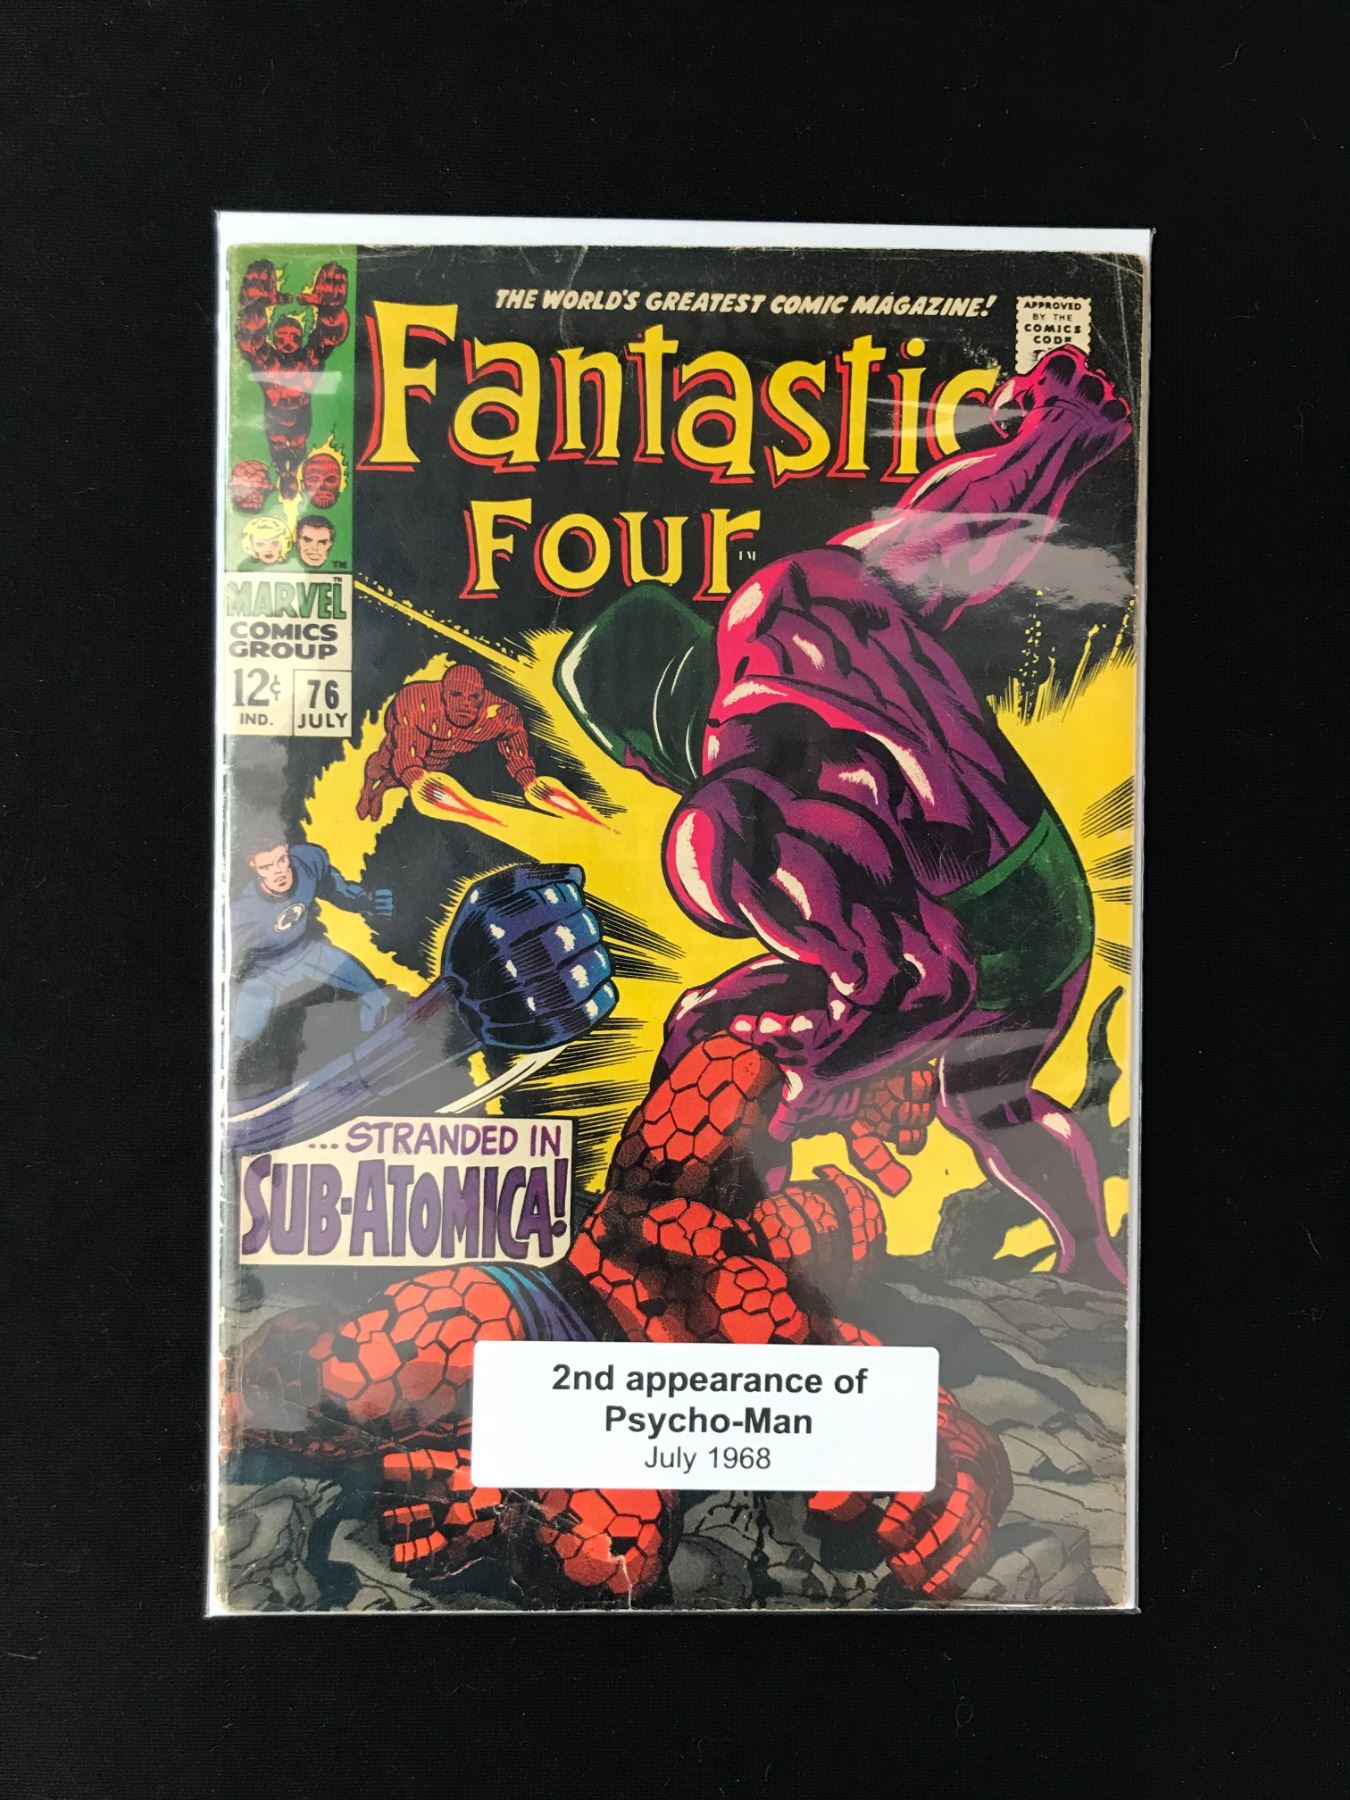 THE WORLD'S GREATEST COMIC MAGAZINE!
APPROVED
BY THE
COMICS
CODE
Fantastic
Four
TM
TM
MARVEL
COMICS
GROUP
12¢
IND.
76
JULY
...STRANDED IN
SUB-ATOMICA!
2nd appearance of
Psycho-Man
July 1968